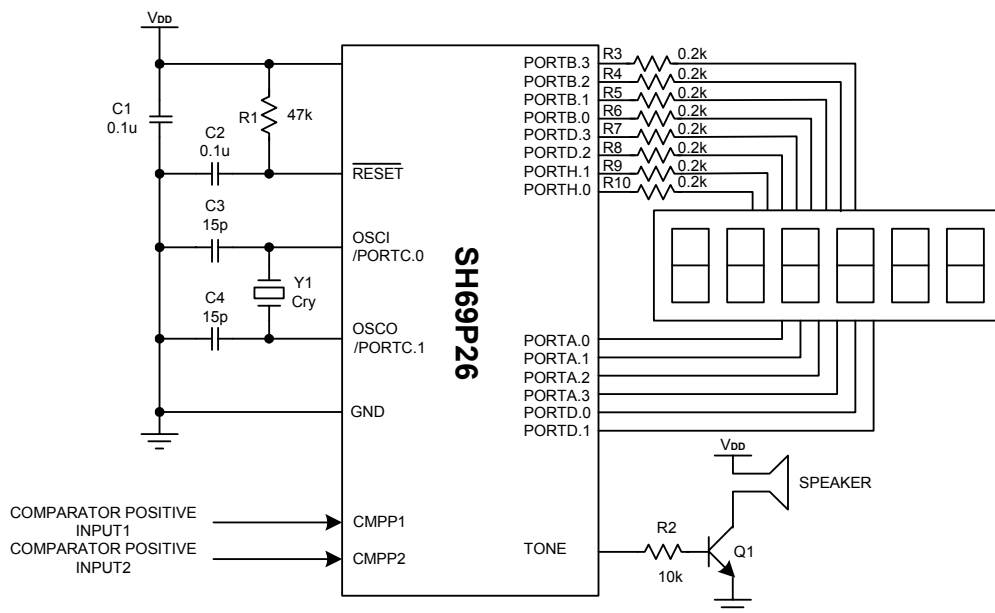 VDD
C1
0.1u
R1
47k
C2
0.1u
RESET
C3
15p
OSCI
/PORTC.0
Y1
Cry
C4
15p
OSCO
/PORTC.1
GND
COMPARATOR POSITIVE
INPUT1
CMPP1
COMPARATOR POSITIVE
INPUT2
CMPP2
SH69P26
PORTB.3 R3 0.2k
PORTB.2 R4 0.2k
PORTB.1 R5 0.2k
PORTB.0 R6 0.2k
PORTD.3 R7 0.2k
PORTD.2 R8 0.2k
PORTH.1 R9 0.2k
PORTH.0 R10 0.2k
PORTA.0
PORTA.1
PORTA.2
PORTA.3
PORTD.0
PORTD.1
VDD
SPEAKER
TONE
R2
10k
Q1